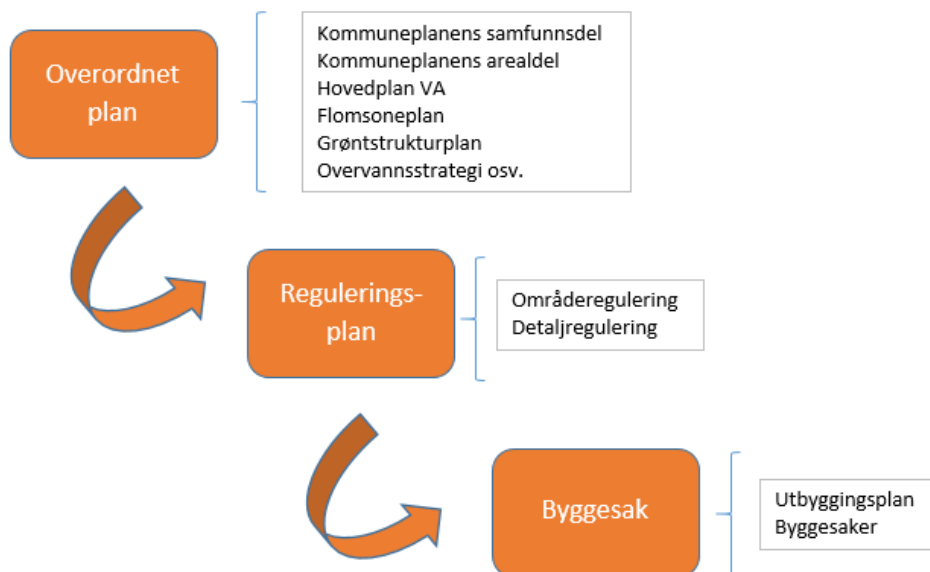 Overordnet
plan
Kommuneplanens samfunnsdel
Kommuneplanens arealdel
Hovedplan VA
Flomsoneplan
Grøntstrukturplan
Overvannsstrategi osv.
Regulerings-
plan
Områderegulering
Detaljregulering
Byggesak
Utbyggingsplan
Byggesaker